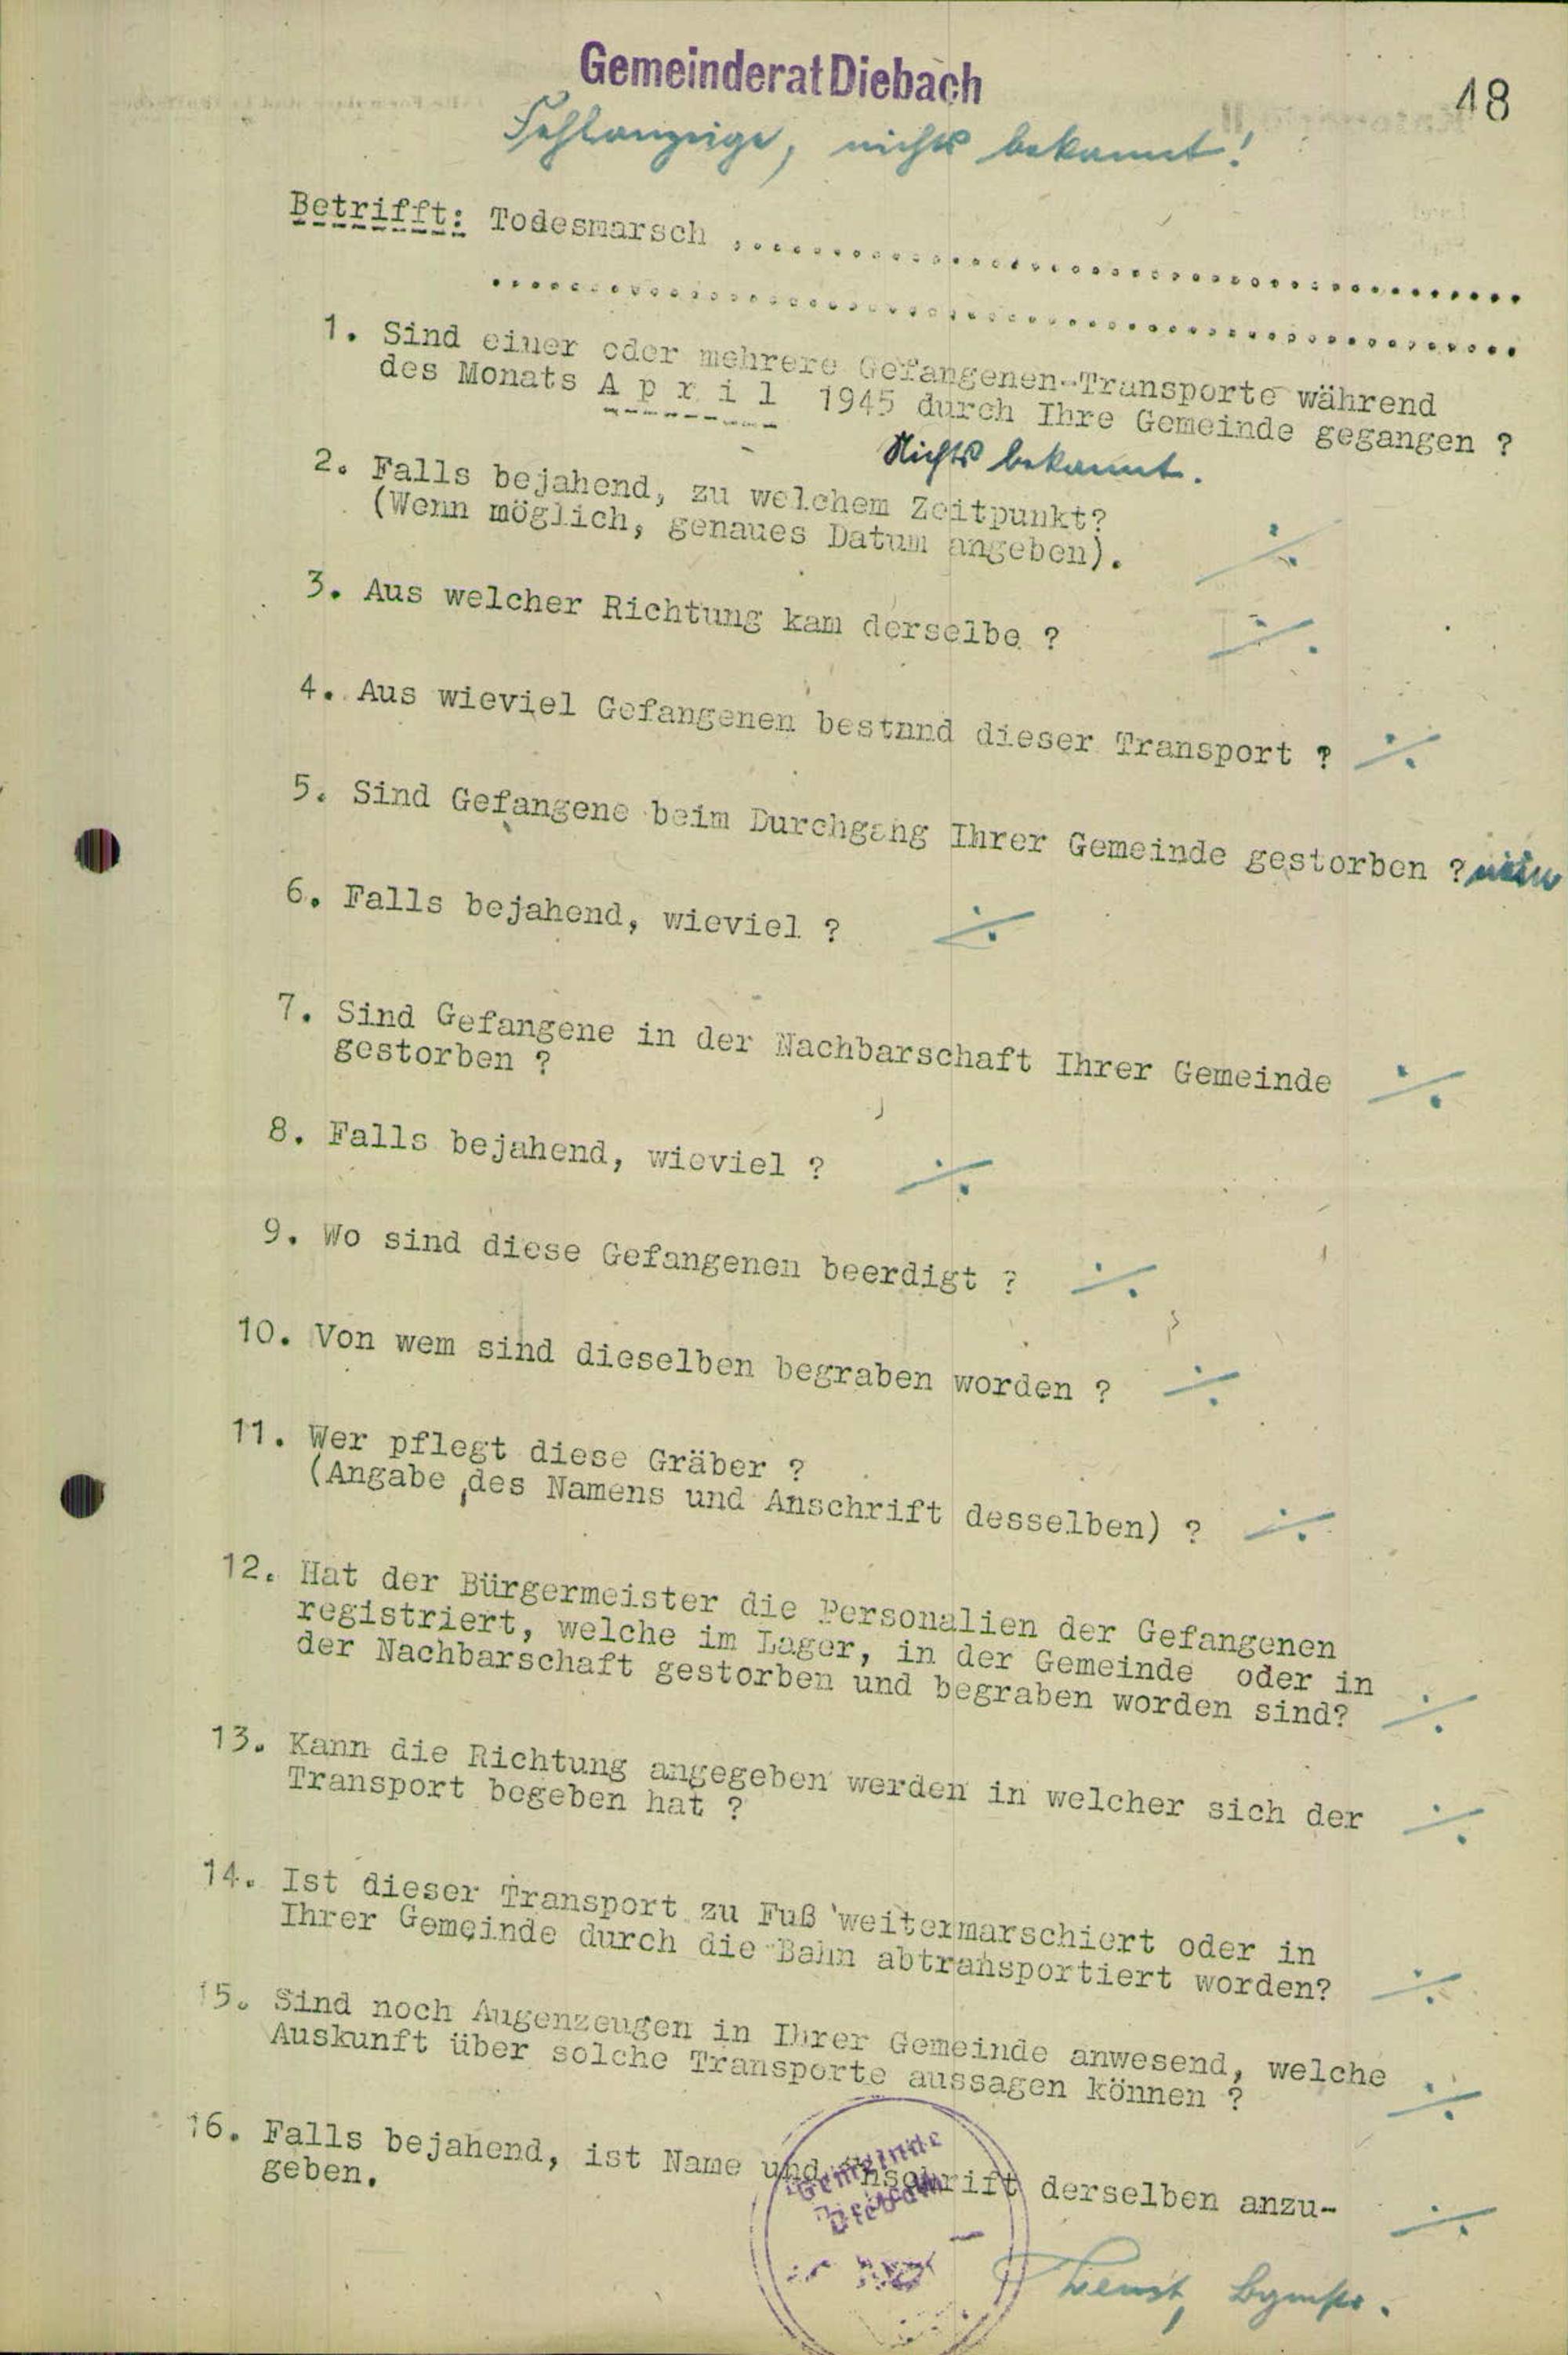 Gemeinderat Diebach
48
Fehlanzeige, nichts bekannt!
Betrifft: Todesmarsch ........................................
....................................................
1. Sind einer oder mehrere Gefangenen-Transporte während
des Monats A p r i l 1945 durch Ihre Gemeinde gegangen ?
Nichts bekannt.
2. Falls bejahend, zu welchem Zeitpunkt?
(Wenn möglich, genaues Datum angeben). ÷
3. Aus welcher Richtung kam derselbe ? ÷
4. Aus wieviel Gefangenen bestnnd dieser Transport ? ÷
5. Sind Gefangene beim Durchgang Ihrer Gemeinde gestorben ? nein
6. Falls bejahend, wieviel ? ÷
7. Sind Gefangene in der Nachbarschaft Ihrer Gemeinde ÷
gestorben ?
8. Falls bejahend, wieviel ? ÷
9. Wo sind diese Gefangenen beerdigt ? ÷
10. Von wem sind dieselben begraben worden ? ÷
11. Wer pflegt diese Gräber ?
(Angabe des Namens und Anschrift desselben) ? ÷
12. Hat der Bürgermeister die Personalien der Gefangenen
registriert, welche im Lager, in der Gemeinde oder in
der Nachbarschaft gestorben und begraben worden sind? ÷
13. Kann die Richtung angegeben werden in welcher sich der ÷
Transport begeben hat ?
14. Ist dieser Transport zu Fuß weitermarschiert oder in
Ihrer Gemeinde durch die Bahn abtransportiert worden? ÷
15. Sind noch Augenzeugen in Ihrer Gemeinde anwesend, welche
Auskunft über solche Transporte aussagen können ? ÷
16. Falls bejahend, ist Name und Anschrift derselben anzu- ÷
geben.
Gemeinde
Diebach